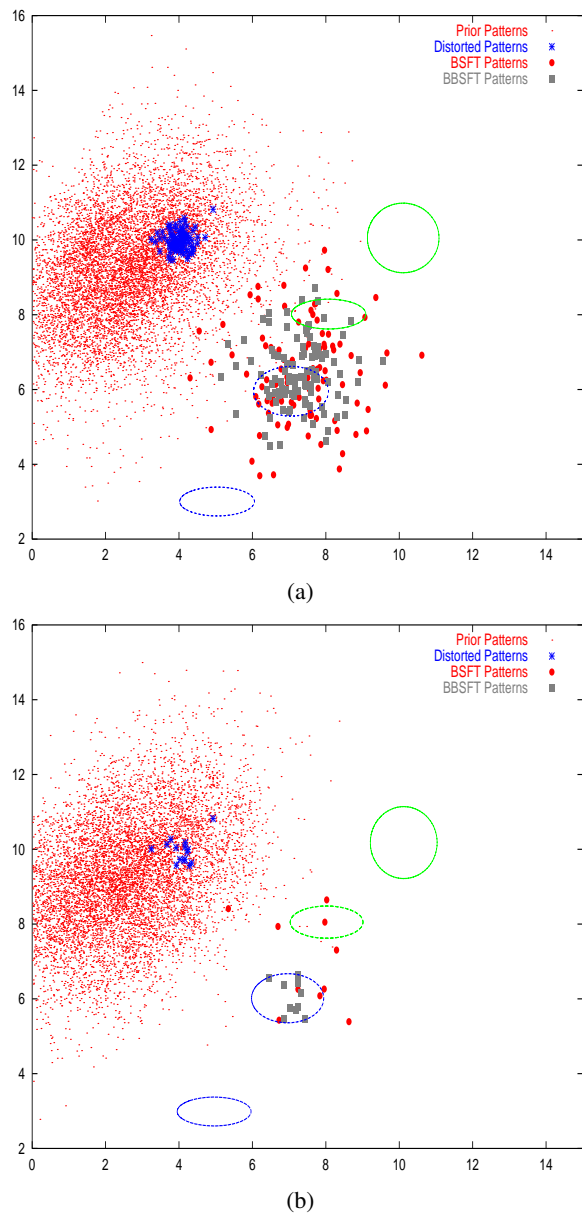 16
14
12
10
8
6
4
2
0 2 4 6 8 10 12 14
Prior Patterns
Distorted Patterns
BSFT Patterns
BBSFT Patterns
(a)
16
14
12
10
8
6
4
2
0 2 4 6 8 10 12 14
Prior Patterns
Distorted Patterns
BSFT Patterns
BBSFT Patterns
(b)